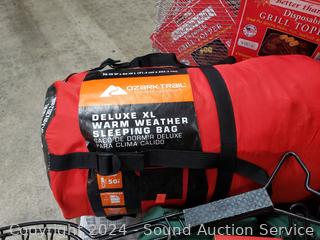 better than
Disposable
GRILL TOPPER
OZARK TRAIL
DELUXE XL
WARM WEATHER
SLEEPING BAG
SACO DE DORMIR DELUXE
PARA CLIMA CALIDO
50
Copyright 2024 - Sound Auction Service